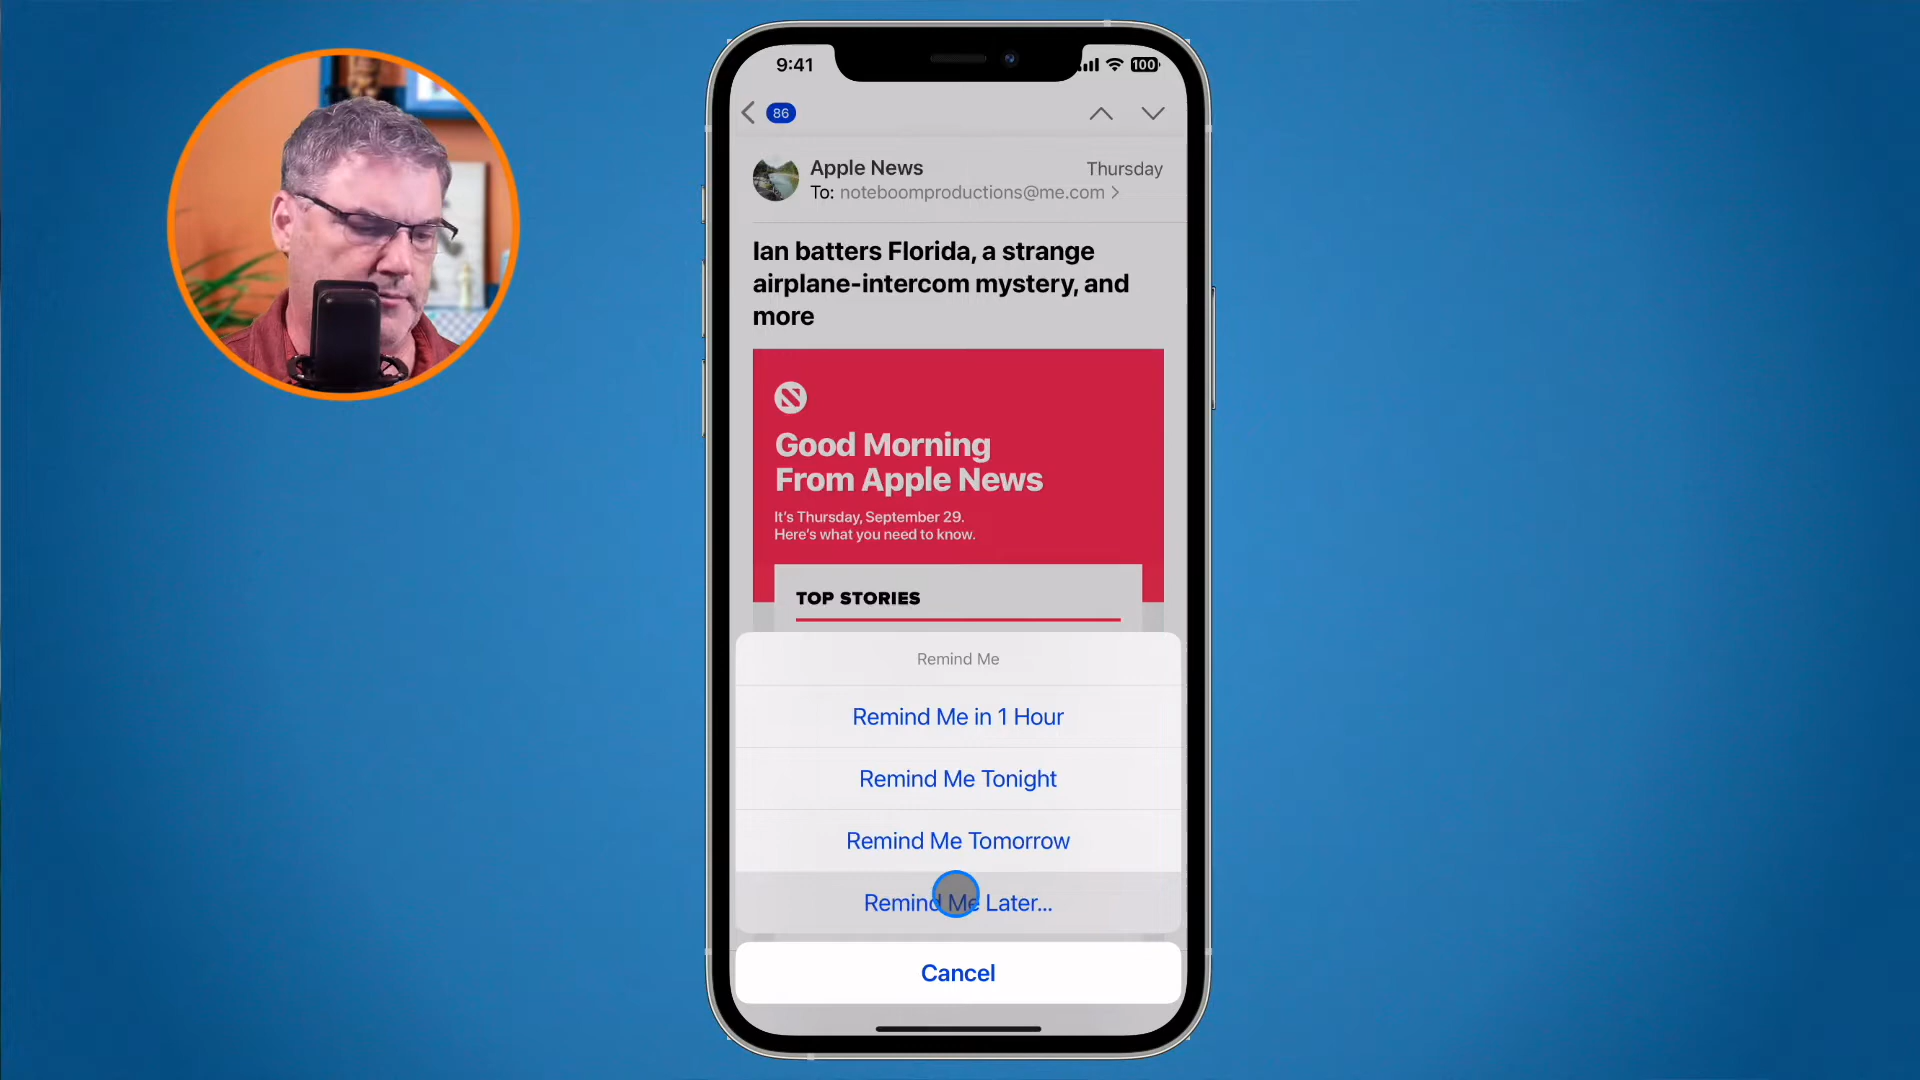 9:41
100
86
Apple News
Thursday
To: noteboomproductions@me.com >
Ian batters Florida, a strange
airplane-intercom mystery, and
more
Good Morning
From Apple News
It's Thursday, September 29.
Here's what you need to know.
TOP STORIES
Remind Me
Remind Me in 1 Hour
Remind Me Tonight
Remind Me Tomorrow
Remind Me Later...
Cancel